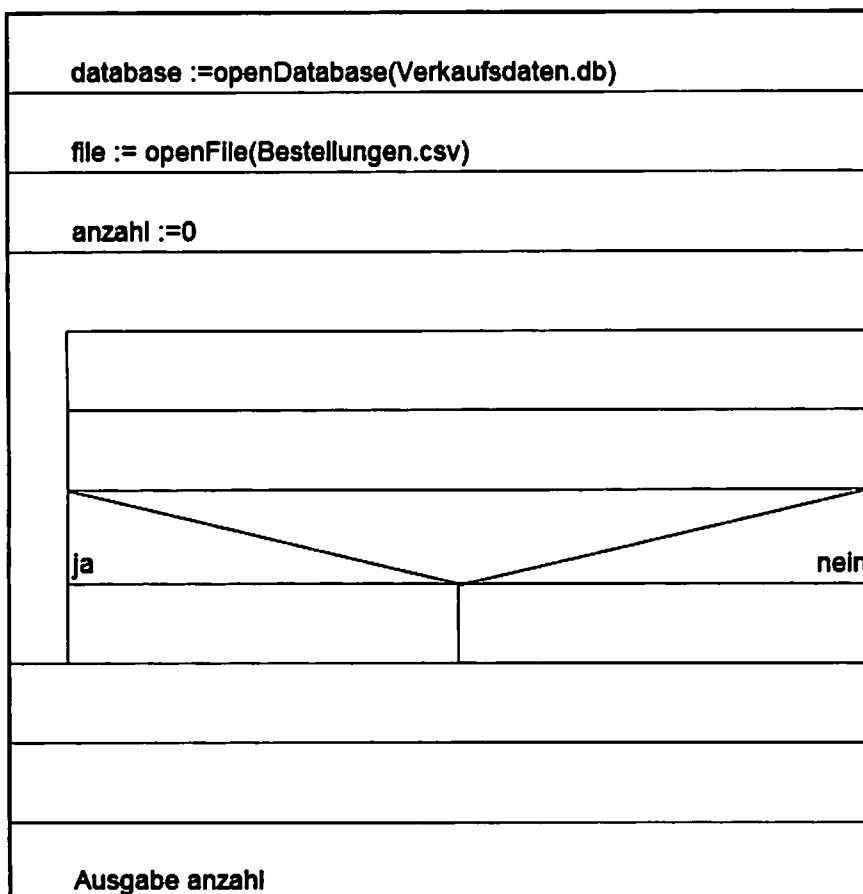 database :=openDatabase(Verkaufsdaten.db)
file := openFile(Bestellungen.csv)
anzahl :=0
ja
nein
Ausgabe anzahl